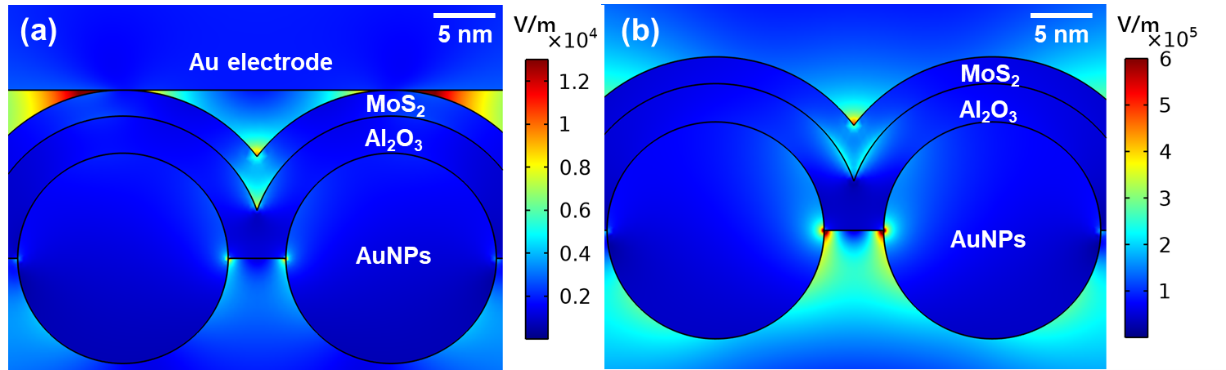 (a)
5 nm
Au electrode
MoS₂
Al₂O₃
AuNPs
V/m
×10⁴
1.2
1
0.8
0.6
0.4
0.2
(b)
5 nm
MoS₂
Al₂O₃
AuNPs
V/m
×10⁵
6
5
4
3
2
1